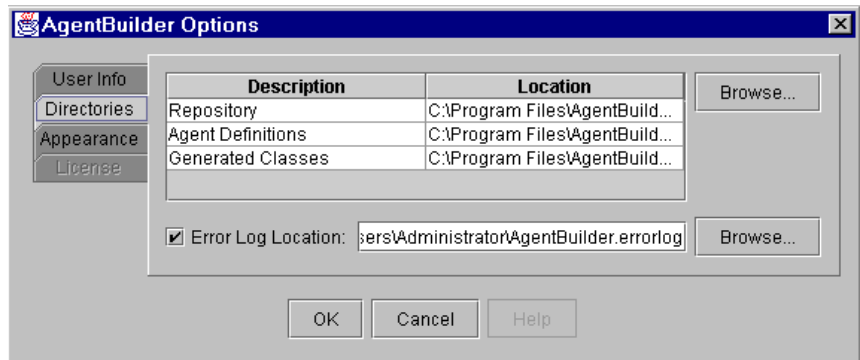 AgentBuilder Options
User Info
Directories
Appearance
License
Description Location
Repository C:\Program Files\AgentBuild...
Agent Definitions C:\Program Files\AgentBuild...
Generated Classes C:\Program Files\AgentBuild...
Browse...
Error Log Location: sers\Administrator\AgentBuilder.errorlog Browse...
OK Cancel Help